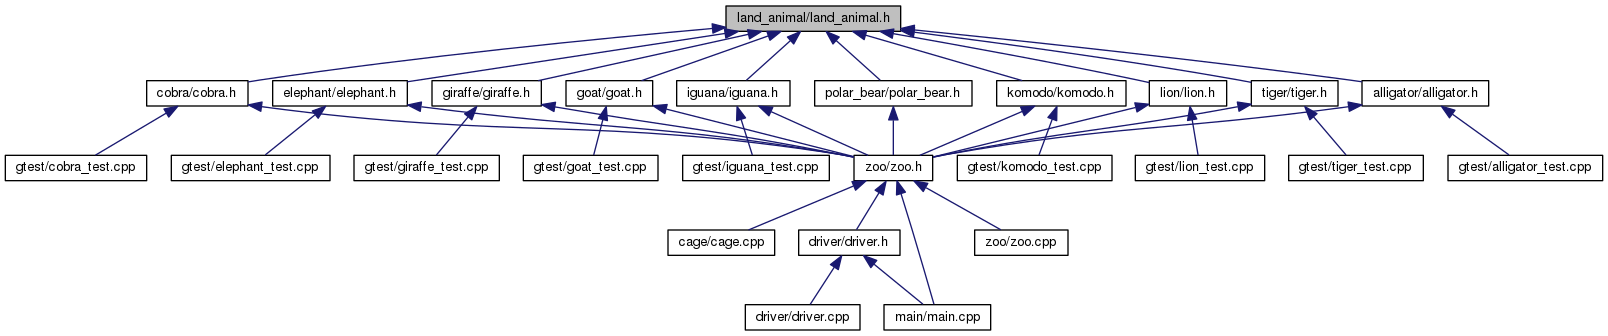 land_animal/land_animal.h
cobra/cobra.h
elephant/elephant.h
giraffe/giraffe.h
goat/goat.h
iguana/iguana.h
polar_bear/polar_bear.h
komodo/komodo.h
lion/lion.h
tiger/tiger.h
alligator/alligator.h
gtest/cobra_test.cpp
gtest/elephant_test.cpp
gtest/giraffe_test.cpp
gtest/goat_test.cpp
gtest/iguana_test.cpp
zoo/zoo.h
gtest/komodo_test.cpp
gtest/lion_test.cpp
gtest/tiger_test.cpp
gtest/alligator_test.cpp
cage/cage.cpp
driver/driver.h
zoo/zoo.cpp
driver/driver.cpp
main/main.cpp